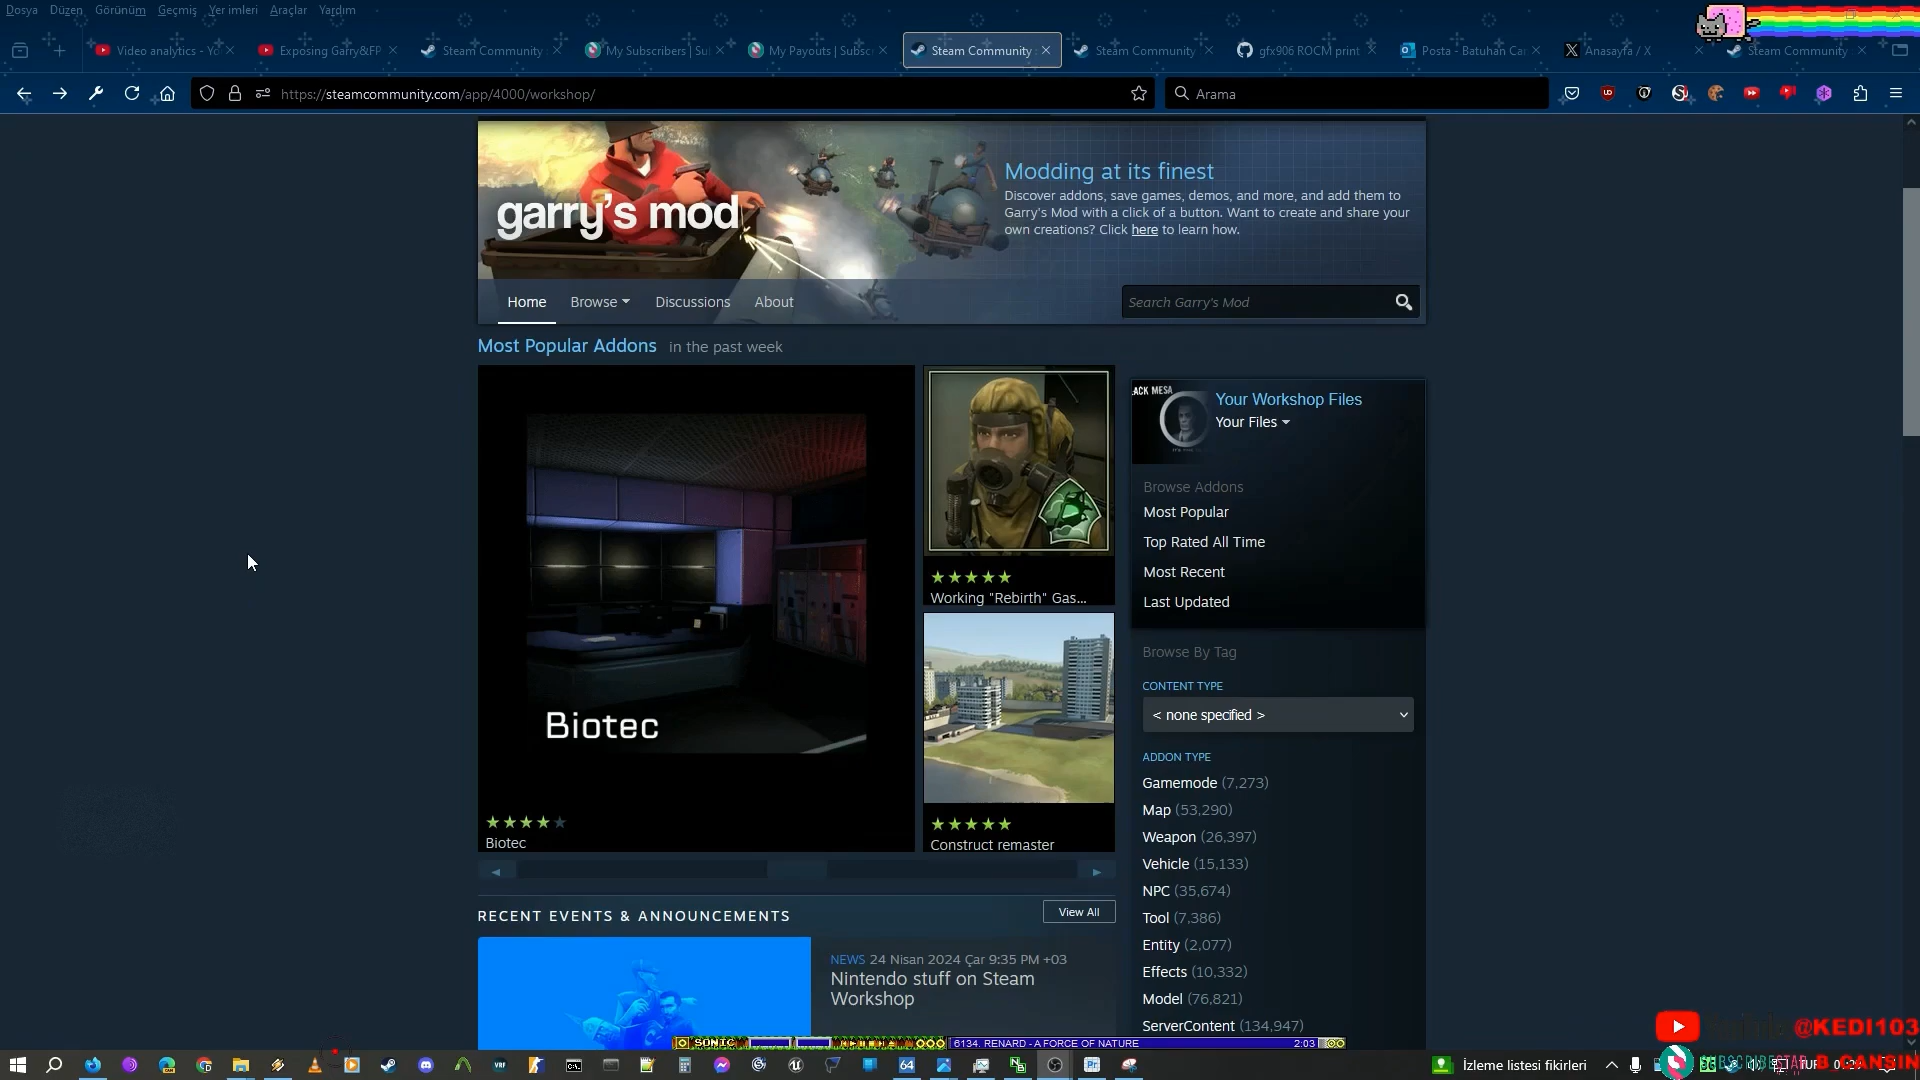 Dosya Düzen Görünüm Geçmiş Yer imleri Araçlar Yardım
Video analytics - Yo
Exposing Garry&FP
Steam Community
My Subscribers | Su
My Payouts | Subsc
Steam Community
Steam Community
gfx906 ROCM print
Posta - Batuhan Ca
Anasayfa / X
Steam Community
https://steamcommunity.com/app/4000/workshop/
Arama
garry's mod
Modding at its finest
Discover addons, save games, demos, and more, and add them to
Garry's Mod with a click of a button. Want to create and share your
own creations? Click here to learn how.
Home Browse Discussions About
Search Garry's Mod
Most Popular Addons in the past week
Biotec
Biotec
Working "Rebirth" Gas...
Construct remaster
ACK MESA
Your Workshop Files
Your Files
Browse Addons
Most Popular
Top Rated All Time
Most Recent
Last Updated
Browse By Tag
CONTENT TYPE
< none specified >
ADDON TYPE
Gamemode (7,273)
Map (53,290)
Weapon (26,397)
Vehicle (15,133)
NPC (35,674)
Tool (7,386)
Entity (2,077)
Effects (10,332)
Model (76,821)
ServerContent (134,947)
RECENT EVENTS & ANNOUNCEMENTS
View All
NEWS 24 Nisan 2024 Çar 9:35 PM +03
Nintendo stuff on Steam
Workshop
SONIC
6134. RENARD - A FORCE OF NATURE 2:03
@KEDI103
SUBSCRIBESTAR B.CANSIN
İzleme listesi fikirleri
64